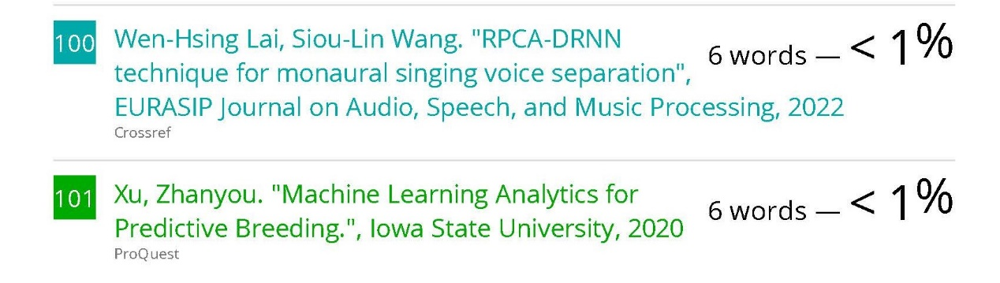 100 Wen-Hsing Lai, Siou-Lin Wang. "RPCA-DRNN 6 words — < 1%
technique for monaural singing voice separation",
EURASIP Journal on Audio, Speech, and Music Processing, 2022
Crossref
101 Xu, Zhanyou. "Machine Learning Analytics for 6 words — < 1%
Predictive Breeding.", Iowa State University, 2020
ProQuest